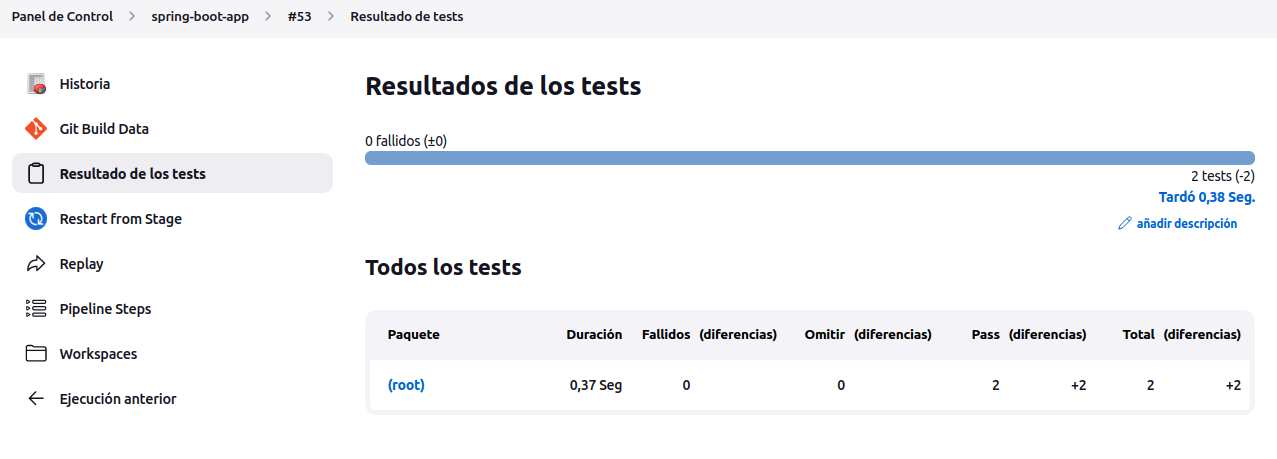 Panel de Control > spring-boot-app > #53 > Resultado de tests
Historia
Git Build Data
Resultado de los tests
Restart from Stage
Replay
Pipeline Steps
Workspaces
Ejecución anterior
Resultados de los tests
0 fallidos (±0)
2 tests (-2)
Tardó 0,38 Seg.
añadir descripción
Todos los tests
Paquete Duración Fallidos (diferencias) Omitir (diferencias) Pass (diferencias) Total (diferencias)
(root) 0,37 Seg 0 0 2 +2 2 +2